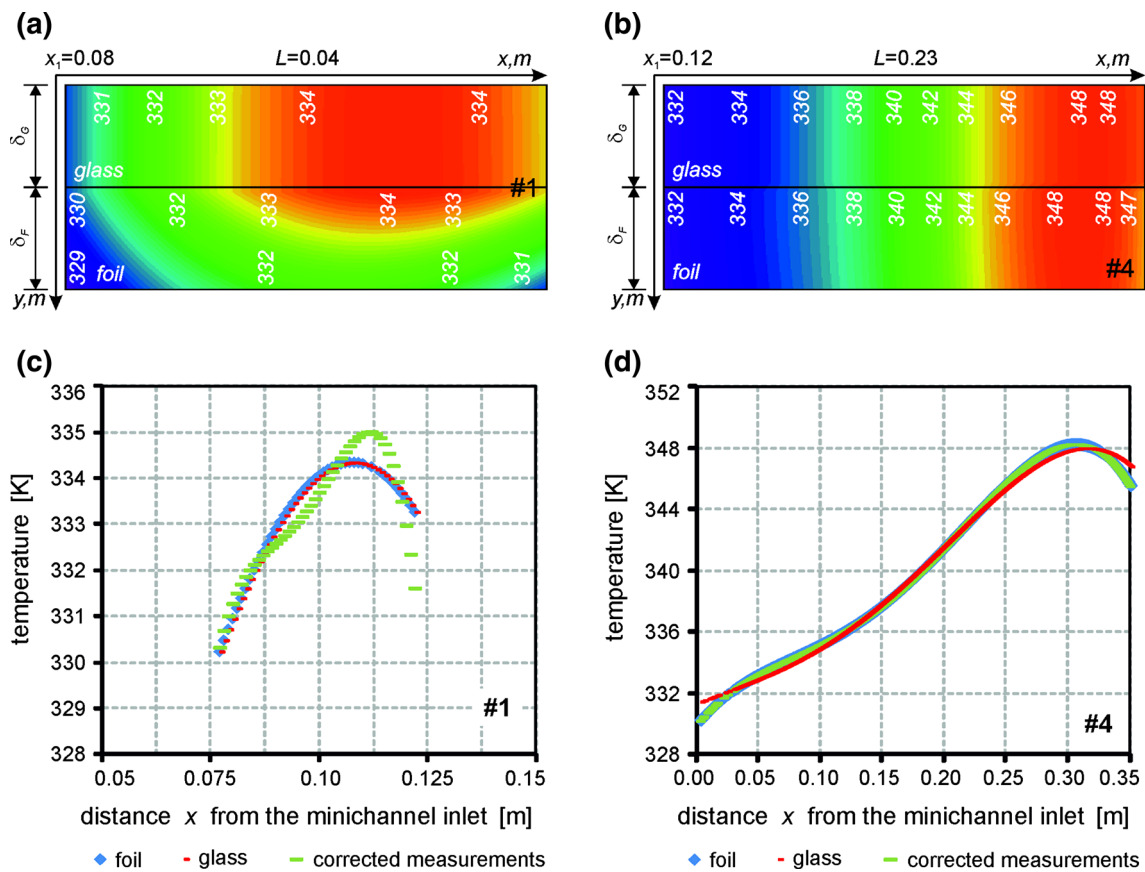 (a)
x₁=0.08 L=0.04 x,m
δG
331 332 333 334 334
glass
#1
δF
330 332 333 334 333
329 foil 332 332 331
y,m
(b)
x₁=0.12 L=0.23 x,m
δG
332 334 336 338 340 342 344 346 348 348
glass
δF
332 334 336 338 340 342 344 346 348 348 347
foil
#4
y,m
(c)
336
335
334
333
332
331
330
329
328
temperature [K]
#1
0.05 0.075 0.10 0.125 0.15
distance x from the minichannel inlet [m]
foil glass corrected measurements
(d)
352
348
344
340
336
332
328
temperature [K]
#4
0.00 0.05 0.10 0.15 0.20 0.25 0.30 0.35
distance x from the minichannel inlet [m]
foil glass corrected measurements